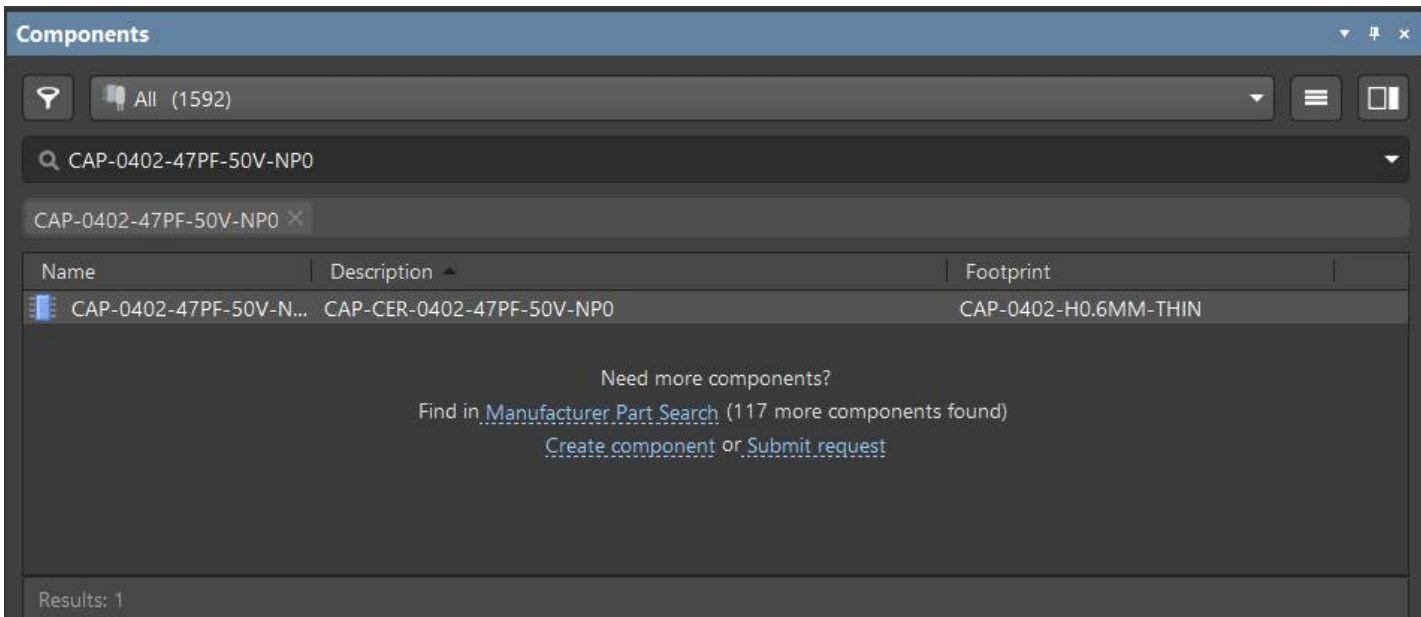 Components
All (1592)
CAP-0402-47PF-50V-NP0
CAP-0402-47PF-50V-NP0
Name Description Footprint
CAP-0402-47PF-50V-N... CAP-CER-0402-47PF-50V-NP0 CAP-0402-H0.6MM-THIN
Need more components?
Find in Manufacturer Part Search (117 more components found)
Create component or Submit request
Results: 1